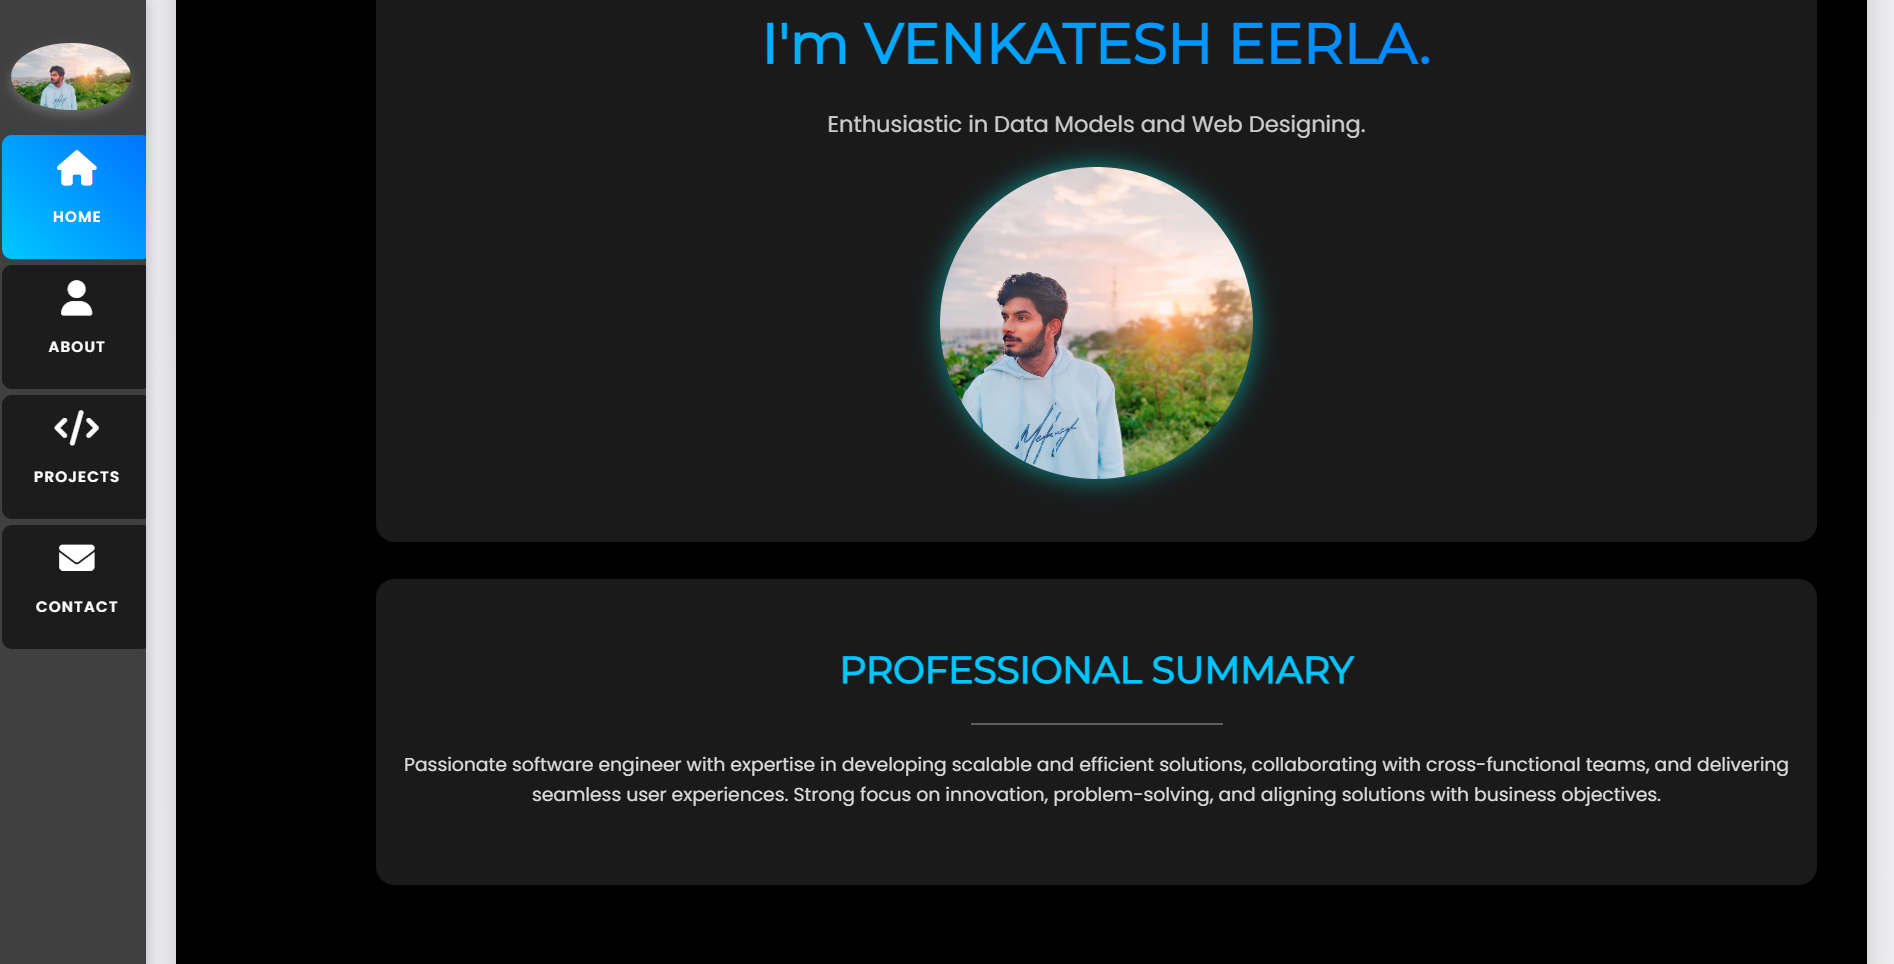 I'm VENKATESH EERLA.
Enthusiastic in Data Models and Web Designing.
HOME
ABOUT
PROJECTS
CONTACT
PROFESSIONAL SUMMARY
Passionate software engineer with expertise in developing scalable and efficient solutions, collaborating with cross-functional teams, and delivering
seamless user experiences. Strong focus on innovation, problem-solving, and aligning solutions with business objectives.